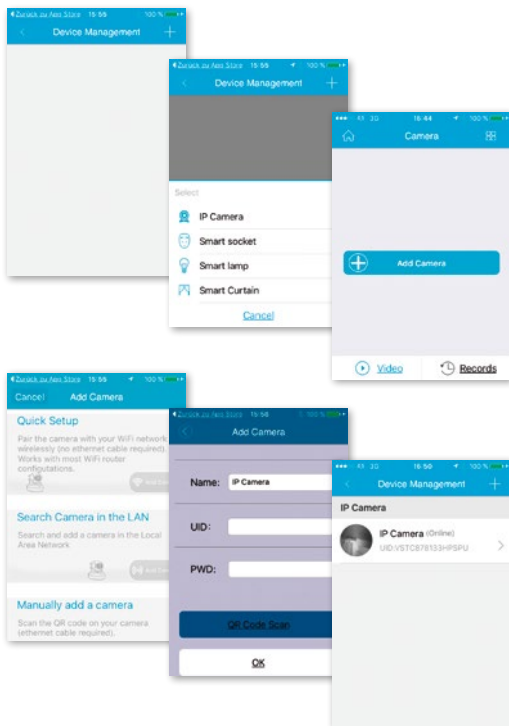 Zurück zu App Store 15:55 100 %
Device Management
Zurück zu App Store 15:55 100 %
Device Management
Select
IP Camera
Smart socket
Smart lamp
Smart Curtain
Cancel
3G 16:44 100 %
Camera
Add Camera
Video Records
Zurück zu App Store 15:55 100 %
Cancel Add Camera
Quick Setup
Pair the camera with your WiFi network
wirelessly (no ethernet cable required).
Works with most WiFi router
configutations.
Search Camera in the LAN
Search and add a camera in the Local
Area Network
Manually add a camera
Scan the QR code on your camera
(ethernet cable required).
Zurück zu App Store 15:56 100 %
Add Camera
Name: IP Camera
UID:
PWD:
QR Code Scan
OK
3G 16:50 100 %
Device Management
IP Camera
IP Camera (Online)
UID:VSTC878133HPSPU